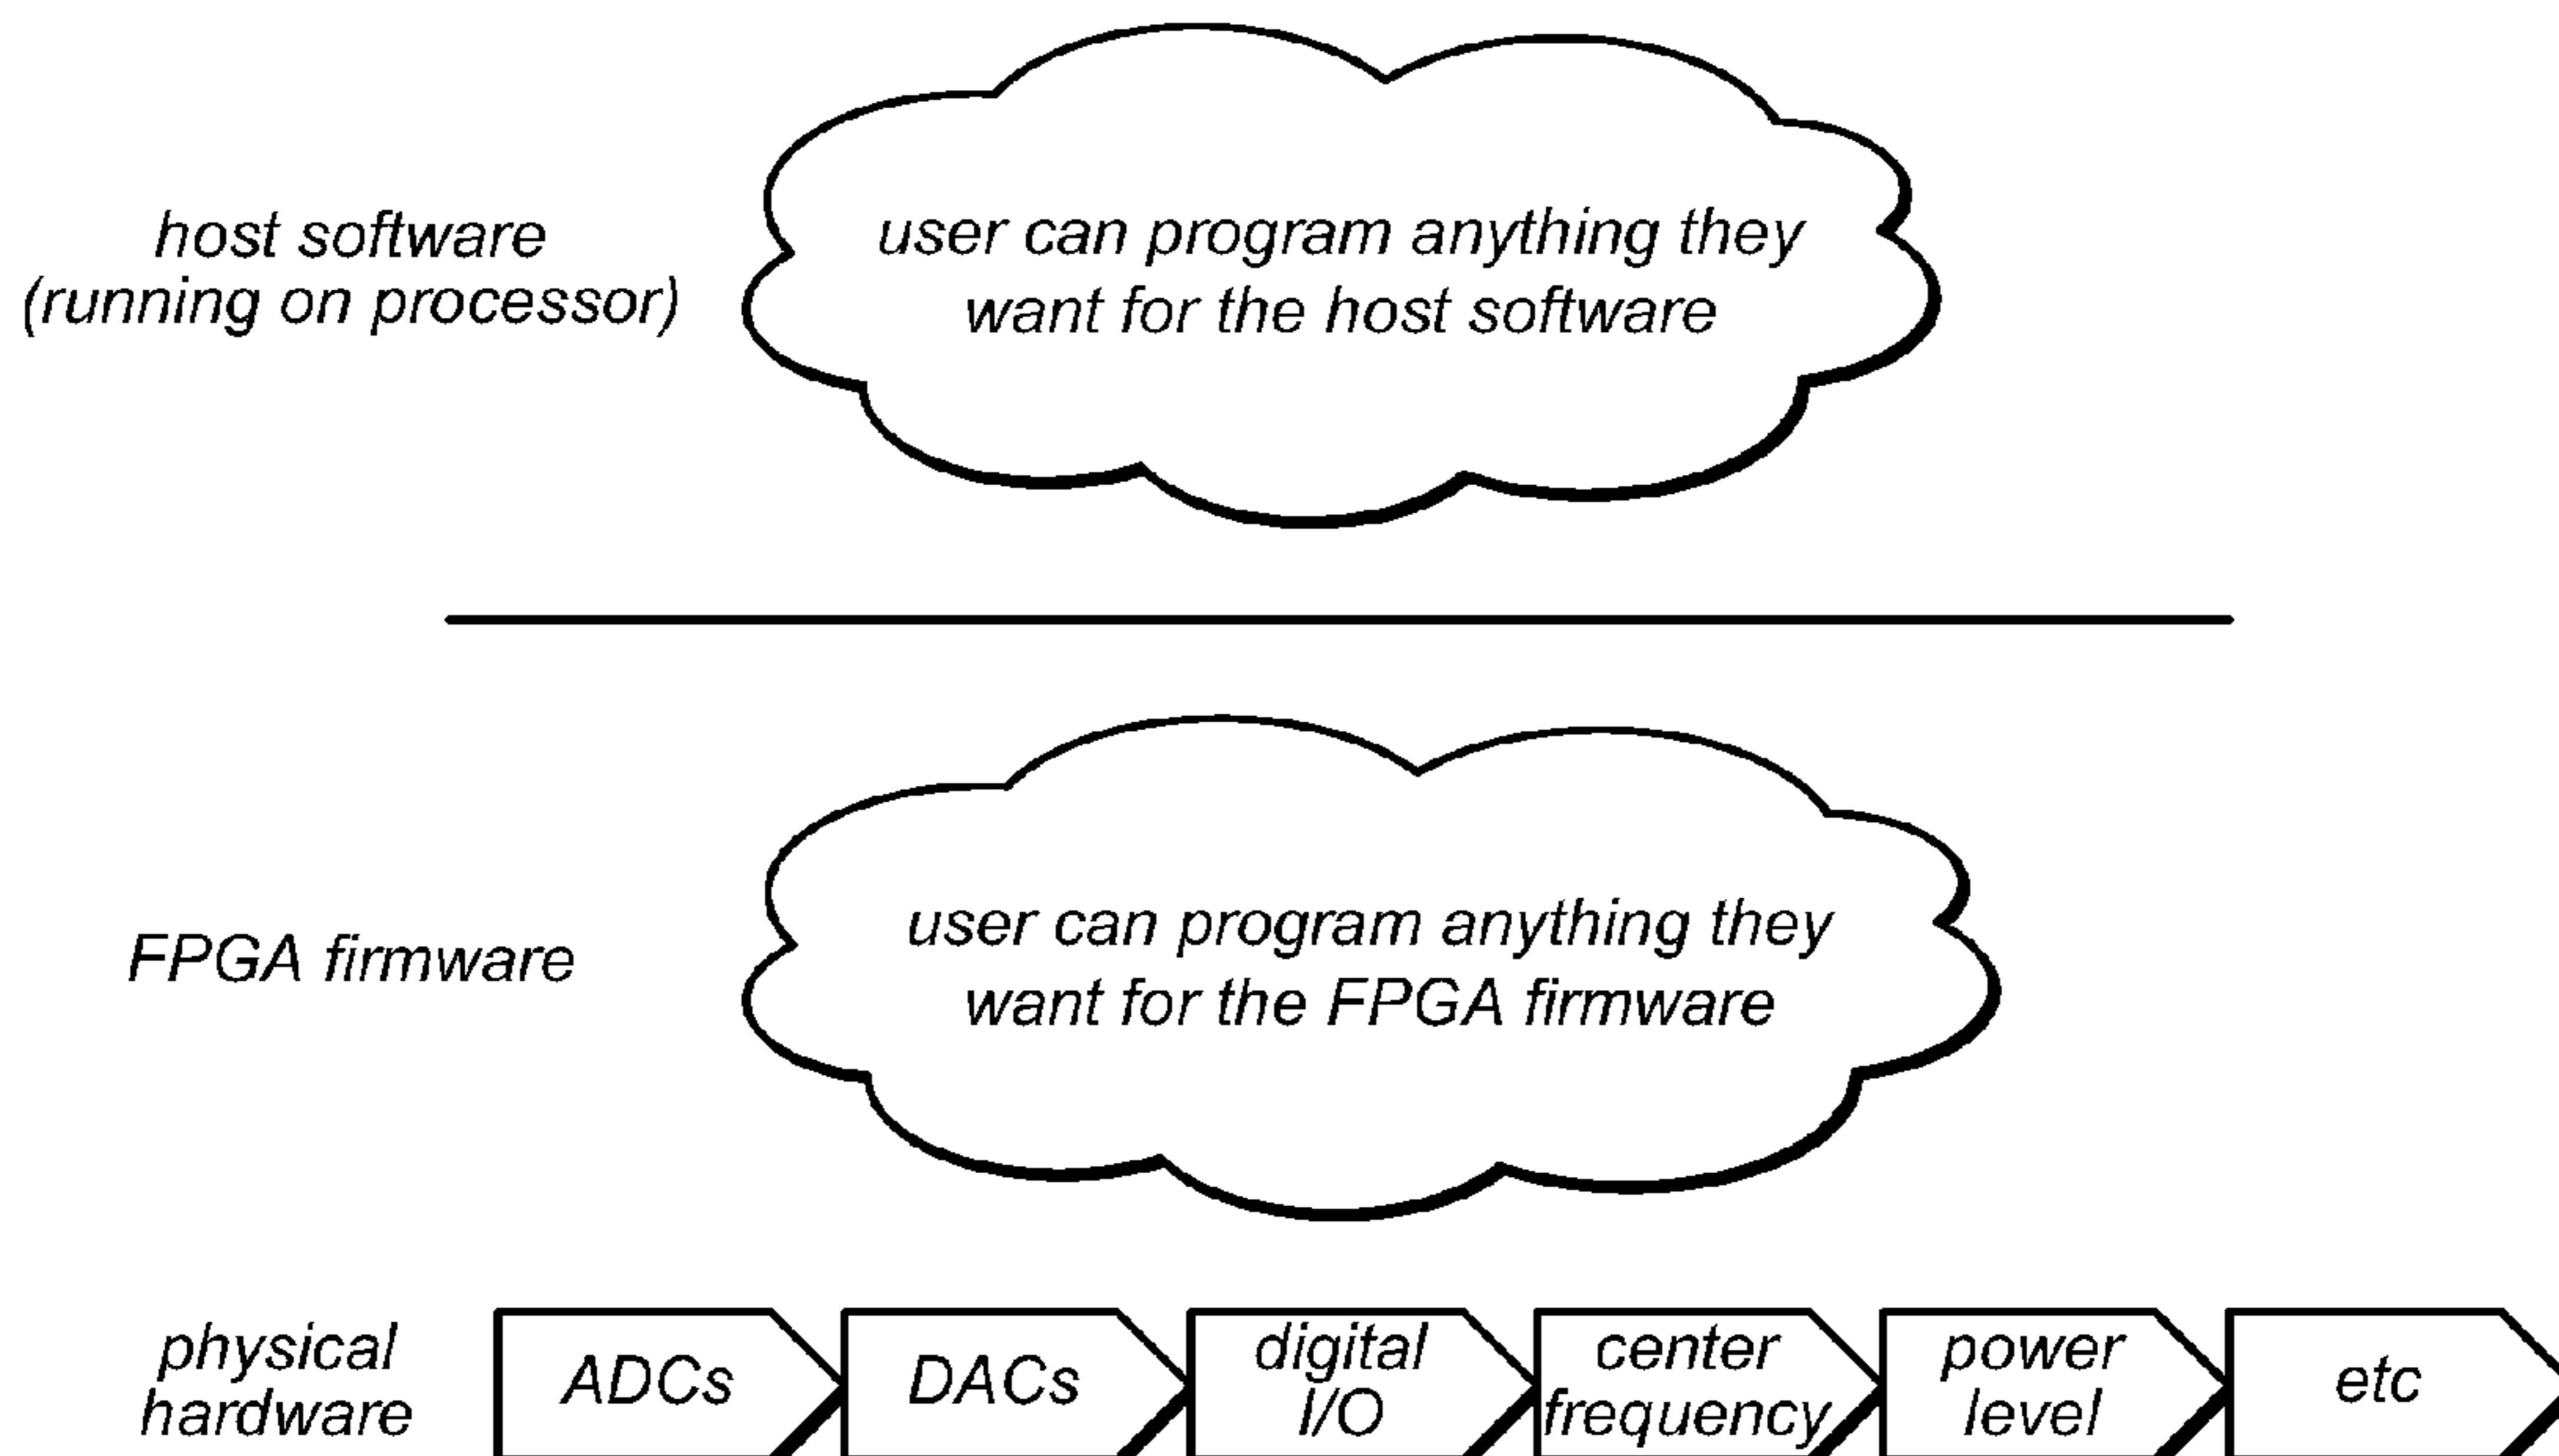 host software
(running on processor)
user can program anything they
want for the host software
FPGA firmware
user can program anything they
want for the FPGA firmware
physical
hardware
ADCs
DACs
digital
I/O
center
frequency
power
level
etc